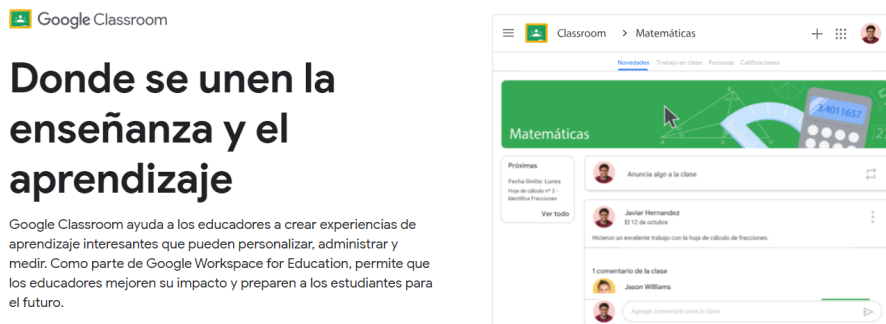 Google Classroom
Donde se unen la
enseñanza y el
aprendizaje
Google Classroom ayuda a los educadores a crear experiencias de
aprendizaje interesantes que pueden personalizar, administrar y
medir. Como parte de Google Workspace for Education, permite que
los educadores mejoren su impacto y preparen a los estudiantes para
el futuro.
Classroom > Matemáticas
Novedades Trabajo en clase Personas Calificaciones
3.4011657
Matemáticas
Próximas
Fecha límite: Lunes
Hoja de cálculo nº 2 -
Identifica Fracciones
Ver todo
Anuncia algo a la clase
Javier Hernandez
El 12 de octubre
Hicieron un excelente trabajo con la hoja de cálculo de fracciones.
1 comentario de la clase
Jason Williams
Agregar comentario para la clase